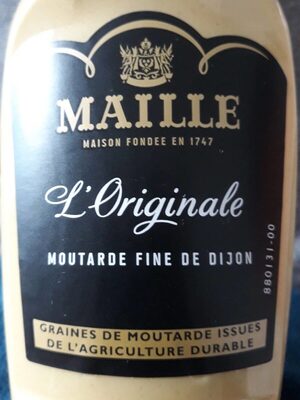 MAILLE
MAISON FONDEE EN 1747
L'Originale
MOUTARDE FINE DE DIJON
880131-00
GRAINES DE MOUTARDE ISSUES
DE L'AGRICULTURE DURABLE